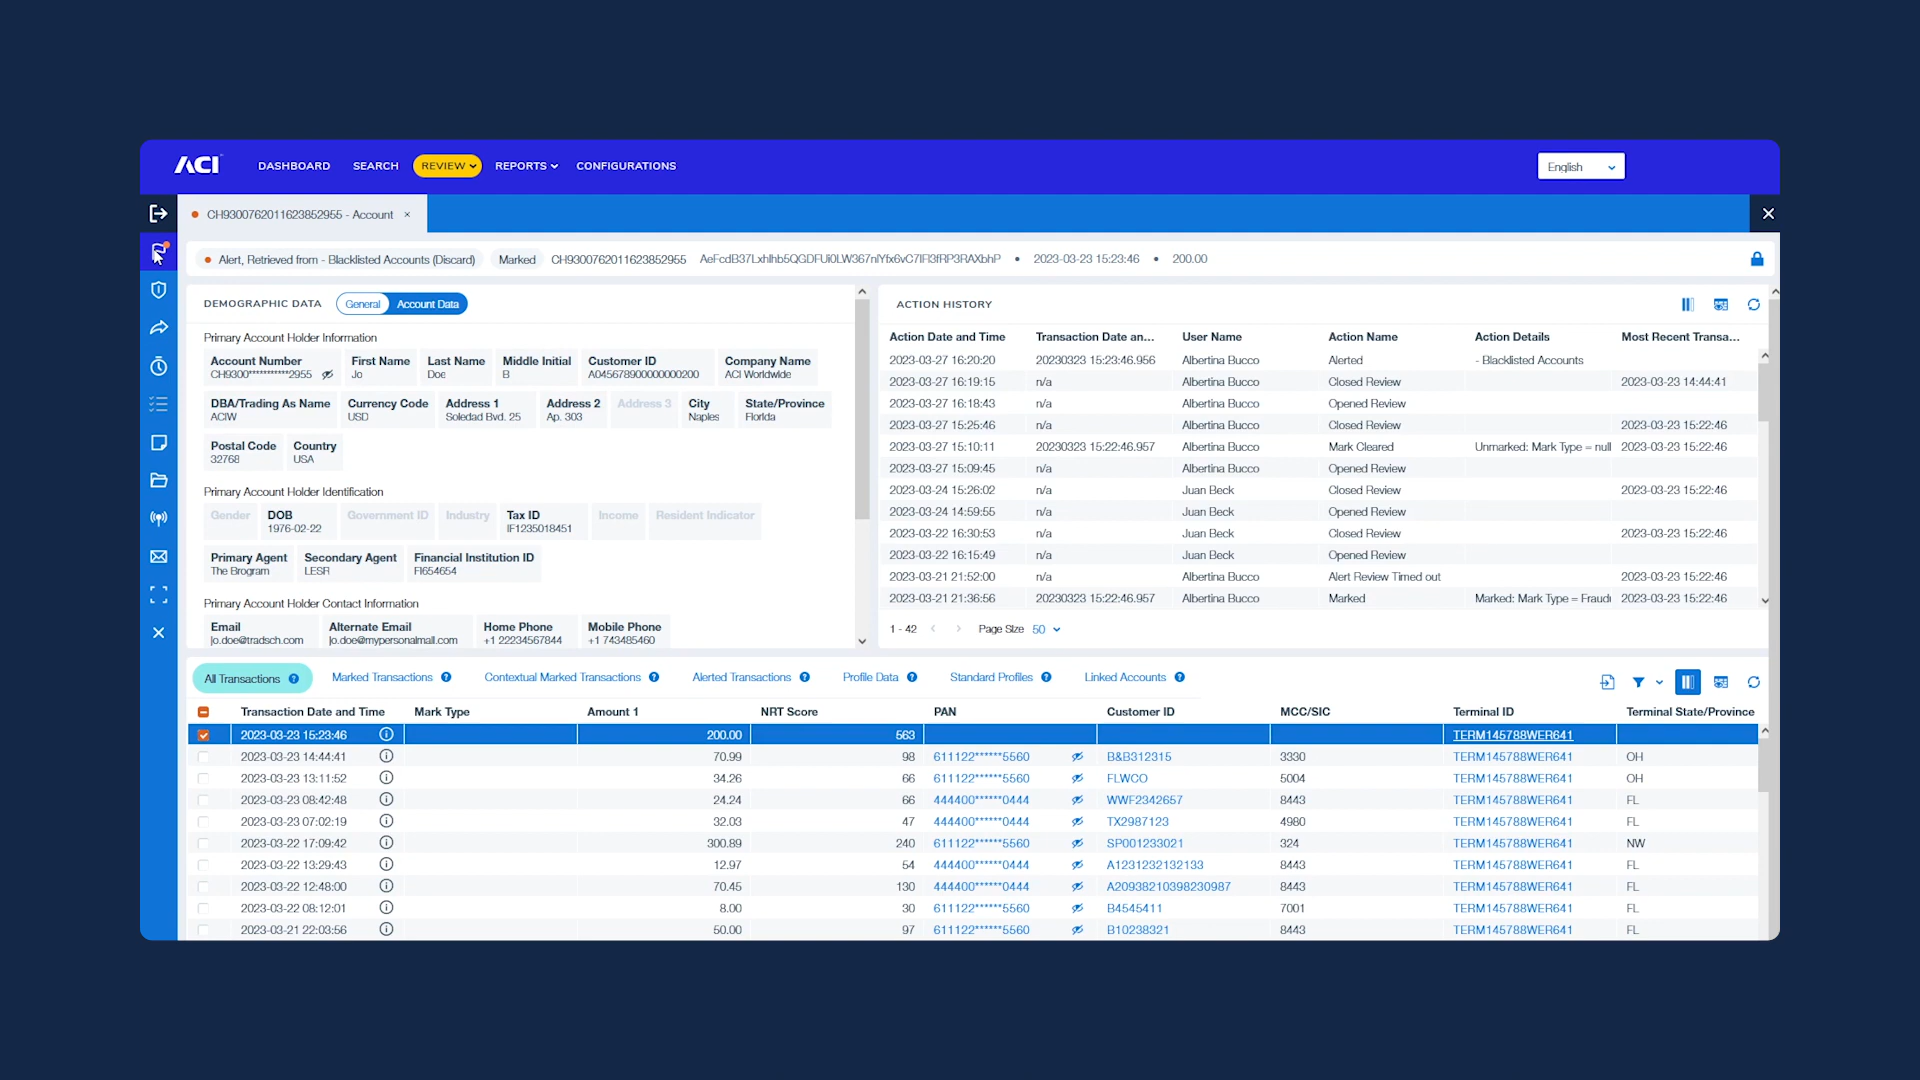 ACI DASHBOARD SEARCH REVIEW REPORTS CONFIGURATIONS English
CH9300762011623852955 - Account ×
Alert, Retrieved from - Blacklisted Accounts (Discard) Marked CH9300762011623852955 • 2023-03-23 15:23:46 • 200.00
DEMOGRAPHIC DATA General Account Data
Primary Account Holder Information
Account Number First Name Last Name Middle Initial Customer ID Company Name
CH9300***********2955 Jo Doe B A045678900000000200 ACI Worldwide
DBA/Trading As Name Currency Code Address 1 Address 2 Address 3 City State/Province
ACIW USD Soledad Bvd. 25 Ap. 303 Naples Florida
Postal Code Country
32768 USA
Primary Account Holder Identification
Gender DOB Government ID Industry Tax ID Income Resident Indicator
1976-02-22 IF1235018451
Primary Agent Secondary Agent Financial Institution ID
The Brogram LESR FI654654
Primary Account Holder Contact Information
Email Alternate Email Home Phone Mobile Phone
jo.doe@tradsch.com jo.doe@mypersonalmail.com +1 22234567844 +1 743485460
ACTION HISTORY
Action Date and Time Transaction Date an... User Name Action Name Action Details Most Recent Transa...
2023-03-27 16:20:20 20230323 15:23:46.956 Albertina Bucco Alerted - Blacklisted Accounts
2023-03-27 16:19:15 n/a Albertina Bucco Closed Review 2023-03-23 14:44:41
2023-03-27 16:18:43 n/a Albertina Bucco Opened Review
2023-03-27 15:25:46 n/a Albertina Bucco Closed Review 2023-03-23 15:22:46
2023-03-27 15:10:11 20230323 15:22:46.957 Albertina Bucco Mark Cleared Unmarked: Mark Type = null 2023-03-23 15:22:46
2023-03-27 15:09:45 n/a Albertina Bucco Opened Review
2023-03-24 15:26:02 n/a Juan Beck Closed Review 2023-03-23 15:22:46
2023-03-24 14:59:55 n/a Juan Beck Opened Review
2023-03-22 16:30:53 n/a Juan Beck Closed Review 2023-03-23 15:22:46
2023-03-22 16:15:49 n/a Juan Beck Opened Review
2023-03-21 21:52:00 n/a Albertina Bucco Alert Review Timed out 2023-03-23 15:22:46
2023-03-21 21:36:56 20230323 15:22:46.957 Albertina Bucco Marked Marked: Mark Type = Fraudu 2023-03-23 15:22:46
1 - 42 Page Size 50
All Transactions ? Marked Transactions ? Contextual Marked Transactions ? Alerted Transactions ? Profile Data ? Standard Profiles ? Linked Accounts ?
Transaction Date and Time Mark Type Amount 1 NRT Score PAN Customer ID MCC/SIC Terminal ID Terminal State/Province
2023-03-23 15:23:46 200.00 563 TERM145788WER641
2023-03-23 14:44:41 70.99 98 611122******5560 B&B312315 3330 TERM145788WER641 OH
2023-03-23 13:11:52 34.26 66 611122******5560 FLWCO 5004 TERM145788WER641 OH
2023-03-23 08:42:48 24.24 66 444400******0444 WWF2342657 8443 TERM145788WER641 FL
2023-03-23 07:02:19 32.03 47 444400******0444 TX2987123 4980 TERM145788WER641 FL
2023-03-22 17:09:42 300.89 240 611122******5560 SP001233021 324 TERM145788WER641 NW
2023-03-22 13:29:43 12.97 54 444400******0444 A1231232132133 8443 TERM145788WER641 FL
2023-03-22 12:48:00 70.45 130 444400******0444 A20938210398230987 8443 TERM145788WER641 FL
2023-03-22 08:12:01 8.00 30 611122******5560 B4545411 7001 TERM145788WER641 FL
2023-03-21 22:03:56 50.00 97 611122******5560 B10238321 8443 TERM145788WER641 FL